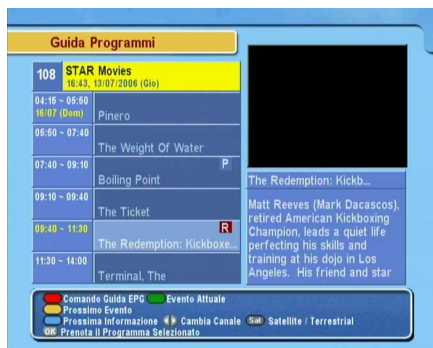 Guida Programmi
108 STAR Movies
16:43, 13/07/2006 (Gio)
04:15 ~ 05:50
16/07 (Dom) Pinero
05:50 ~ 07:40
The Weight Of Water
07:40 ~ 09:10 P
Boiling Point
09:10 ~ 09:40
The Ticket
09:40 ~ 11:30 R
The Redemption: Kickboxe...
11:30 ~ 14:00
Terminal, The
The Redemption: Kickb...
Matt Reeves (Mark Dacascos),
retired American Kickboxing
Champion, leads a quiet life
perfecting his skills and
training at his dojo in Los
Angeles. His friend and star
Comando Guida EPG Evento Attuale
Prossimo Evento
Prossima Informazione Cambia Canale Sat Satellite / Terrestrial
OK Prenota il Programma Selezionato